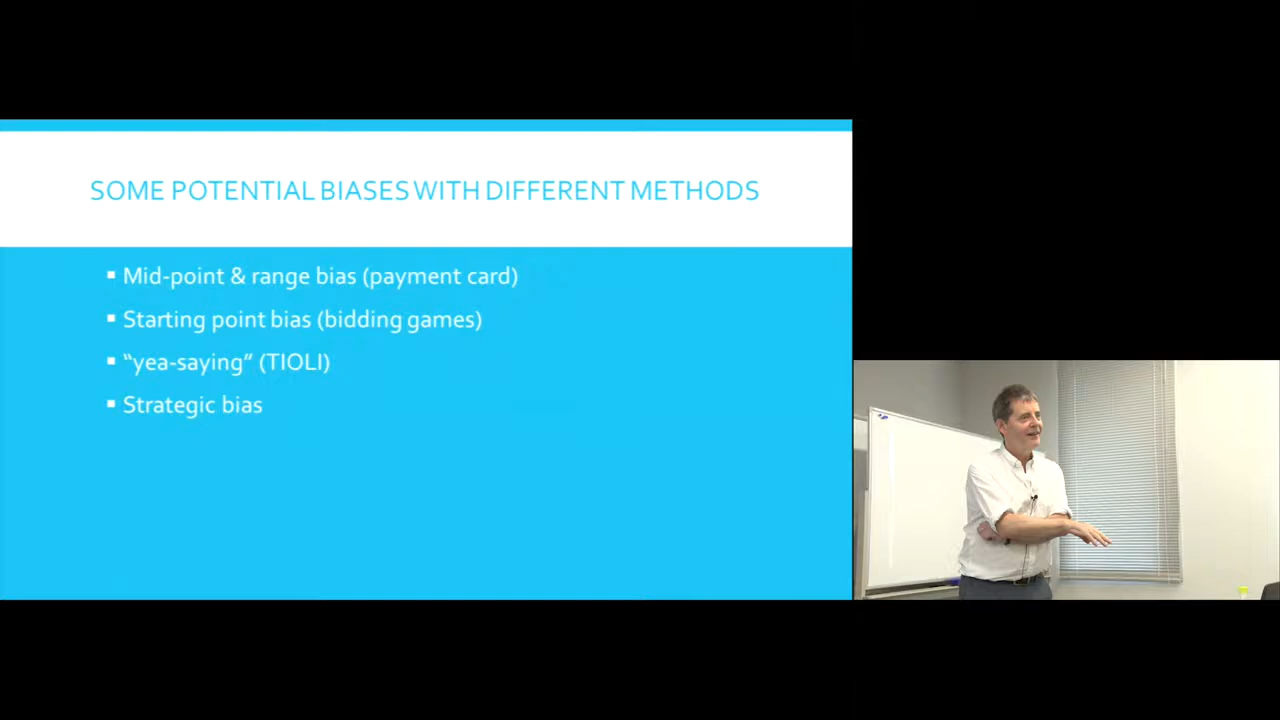 SOME POTENTIAL BIASES WITH DIFFERENT METHODS
▪ Mid-point & range bias (payment card)
▪ Starting point bias (bidding games)
▪ “yea-saying” (TIOLI)
▪ Strategic bias